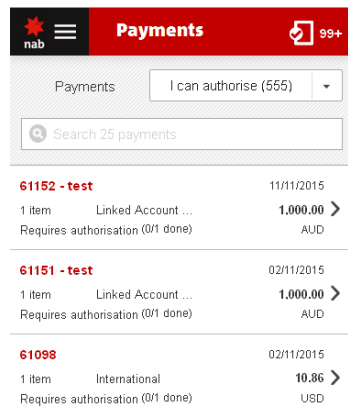 nab
Payments
99+
Payments
I can authorise (555)
Search 25 payments
61152 - test
11/11/2015
1 item
Linked Account ...
1,000.00
Requires authorisation (0/1 done)
AUD
61151 - test
02/11/2015
1 item
Linked Account ...
1,000.00
Requires authorisation (0/1 done)
AUD
61098
02/11/2015
1 item
International
10.86
Requires authorisation (0/1 done)
USD